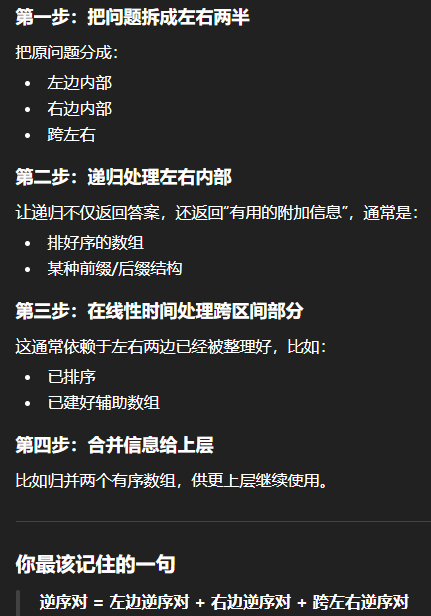 第一步：把问题拆成左右两半
把原问题分成：
• 左边内部
• 右边内部
• 跨左右
第二步：递归处理左右内部
让递归不仅返回答案，还返回“有用的附加信息”，通常是：
• 排好序的数组
• 某种前缀/后缀结构
第三步：在线性时间处理跨区间部分
这通常依赖于左右两边已经被整理好，比如：
• 已排序
• 已建好辅助数组
第四步：合并信息给上层
比如归并两个有序数组，供更上层继续使用。
你最该记住的一句
逆序对 = 左边逆序对 + 右边逆序对 + 跨左右逆序对